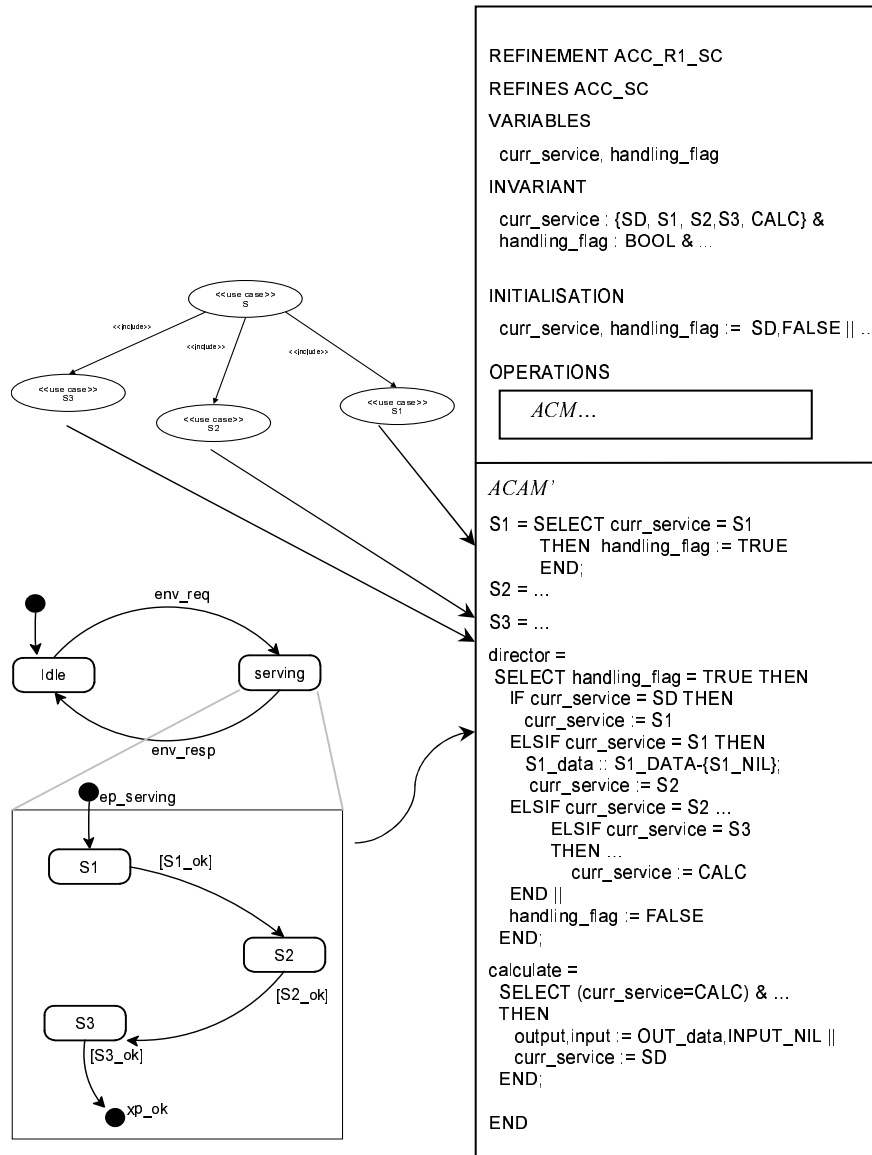 <<use case>>
S
<<include>>
<<include>>
<<include>>
<<use case>>
S3
<<use case>>
S2
<<use case>>
S1
env_req
Idle
serving
env_resp
ep_serving
S1
[S1_ok]
S2
[S2_ok]
S3
[S3_ok]
xp_ok
REFINEMENT ACC_R1_SC
REFINES ACC_SC
VARIABLES
curr_service, handling_flag
INVARIANT
curr_service : {SD, S1, S2,S3, CALC} &
handling_flag : BOOL & ...
INITIALISATION
curr_service, handling_flag := SD,FALSE || ...
OPERATIONS
ACM...
ACAM'
S1 = SELECT curr_service = S1
THEN handling_flag := TRUE
END;
S2 = ...
S3 = ...
director =
SELECT handling_flag = TRUE THEN
IF curr_service = SD THEN
curr_service := S1
ELSIF curr_service = S1 THEN
S1_data :: S1_DATA-{S1_NIL};
curr_service := S2
ELSIF curr_service = S2 ...
ELSIF curr_service = S3
THEN ...
curr_service := CALC
END ||
handling_flag := FALSE
END;
calculate =
SELECT (curr_service=CALC) & ...
THEN
output,input := OUT_data,INPUT_NIL ||
curr_service := SD
END;
END